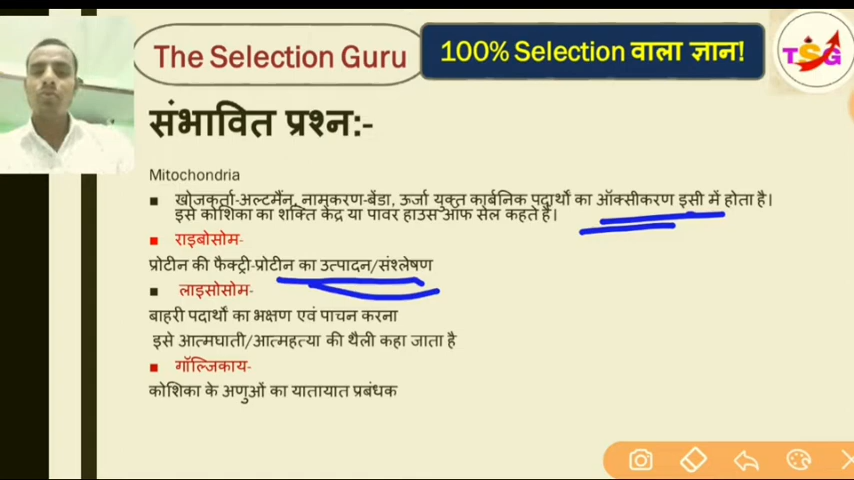 The Selection Guru
100% Selection वाला ज्ञान!
TSG
संभावित प्रश्न:-
Mitochondria
खोजकर्ता-अल्टमैंन, नामकरण-बेंडा, ऊर्जा युक्त कार्बनिक पदार्थों का ऑक्सीकरण इसी में होता है।
इसे कोशिका का शक्ति केंद्र या पावर हाउस ऑफ सेल कहते हैं।
राइबोसोम-
प्रोटीन की फैक्ट्री-प्रोटीन का उत्पादन/संश्लेषण
लाइसोसोम-
बाहरी पदार्थों का भक्षण एवं पाचन करना
इसे आत्मघाती/आत्महत्या की थैली कहा जाता है
गॉल्जिकाय-
कोशिका के अणुओं का यातायात प्रबंधक